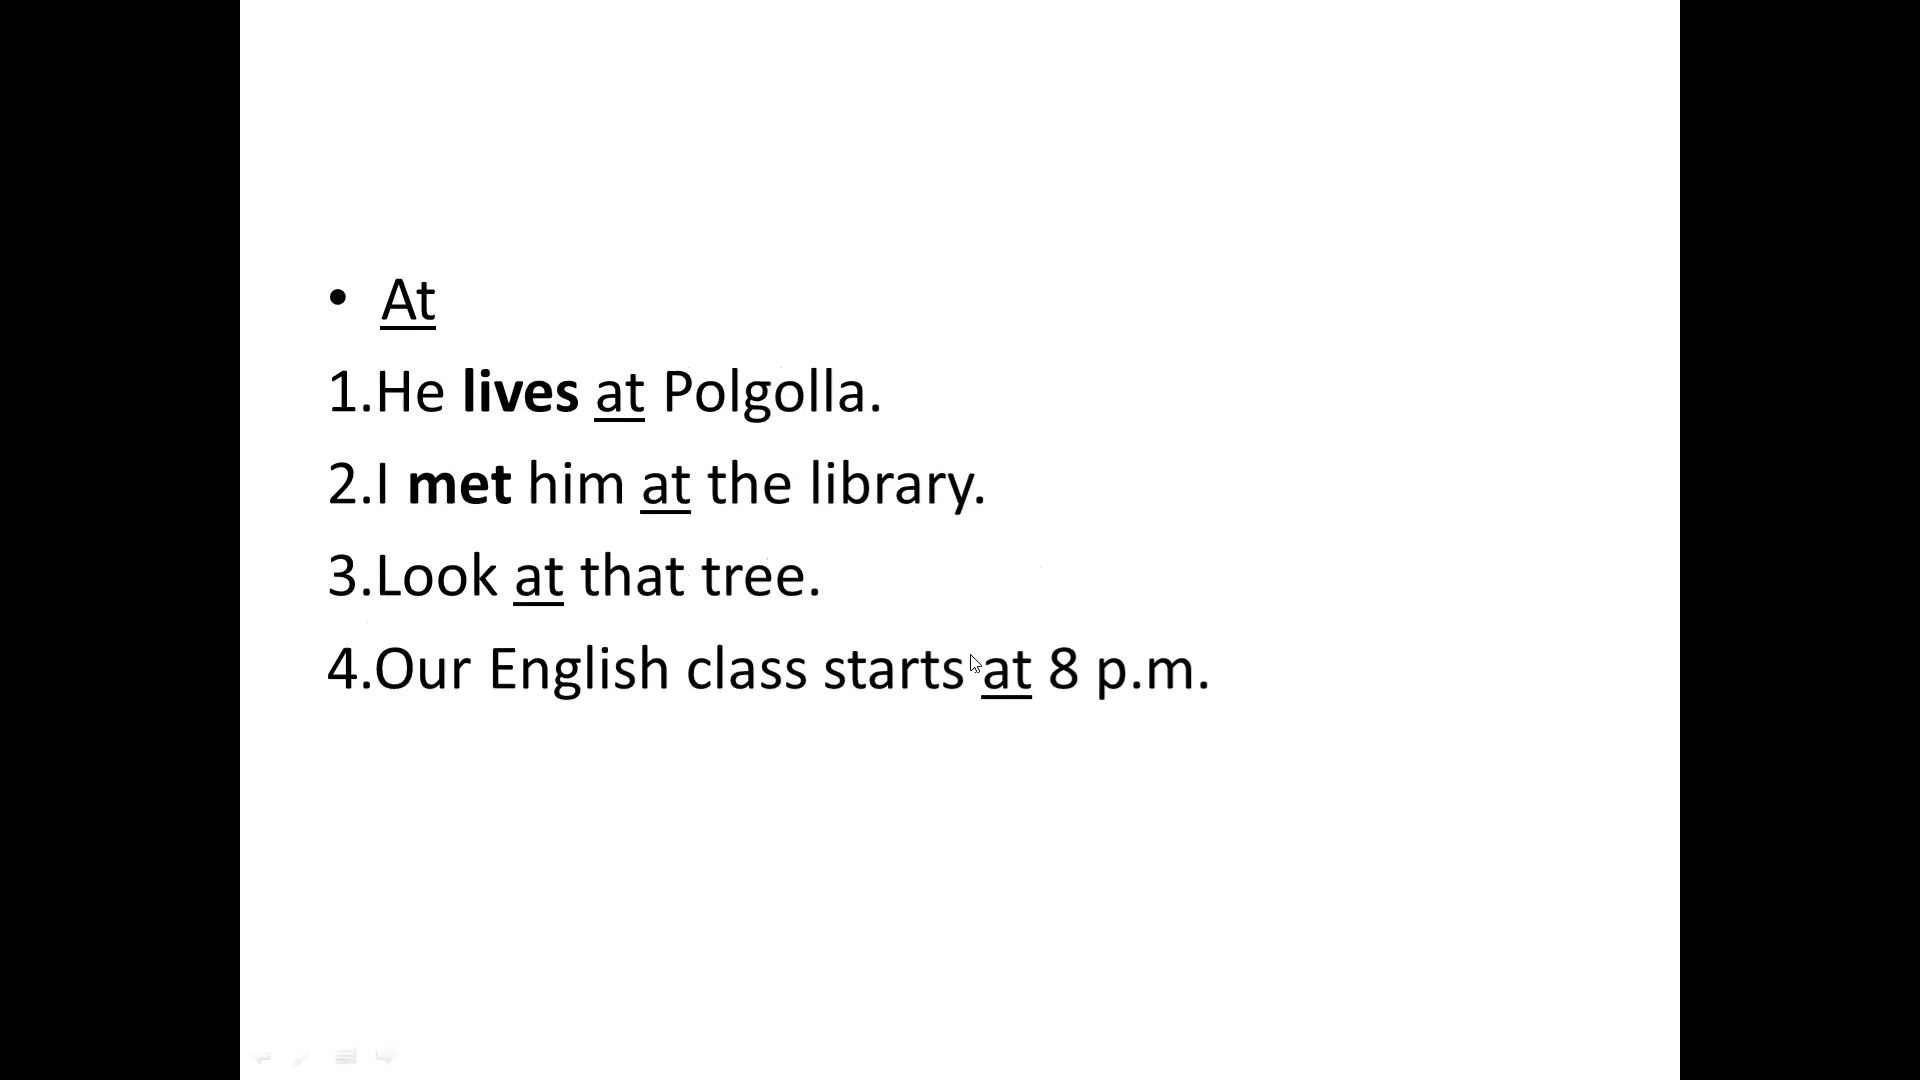 • At
1.He lives at Polgolla.
2.I met him at the library.
3.Look at that tree.
4.Our English class starts at 8 p.m.